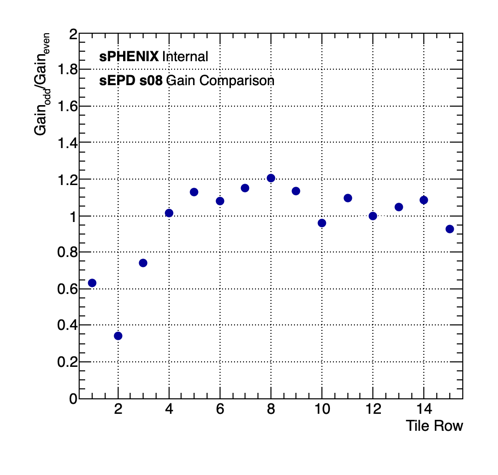 sPHENIX Internal
sEPD s08 Gain Comparison
Gain_odd/Gain_even
2
1.8
1.6
1.4
1.2
1
0.8
0.6
0.4
0.2
0
2 4 6 8 10 12 14
Tile Row